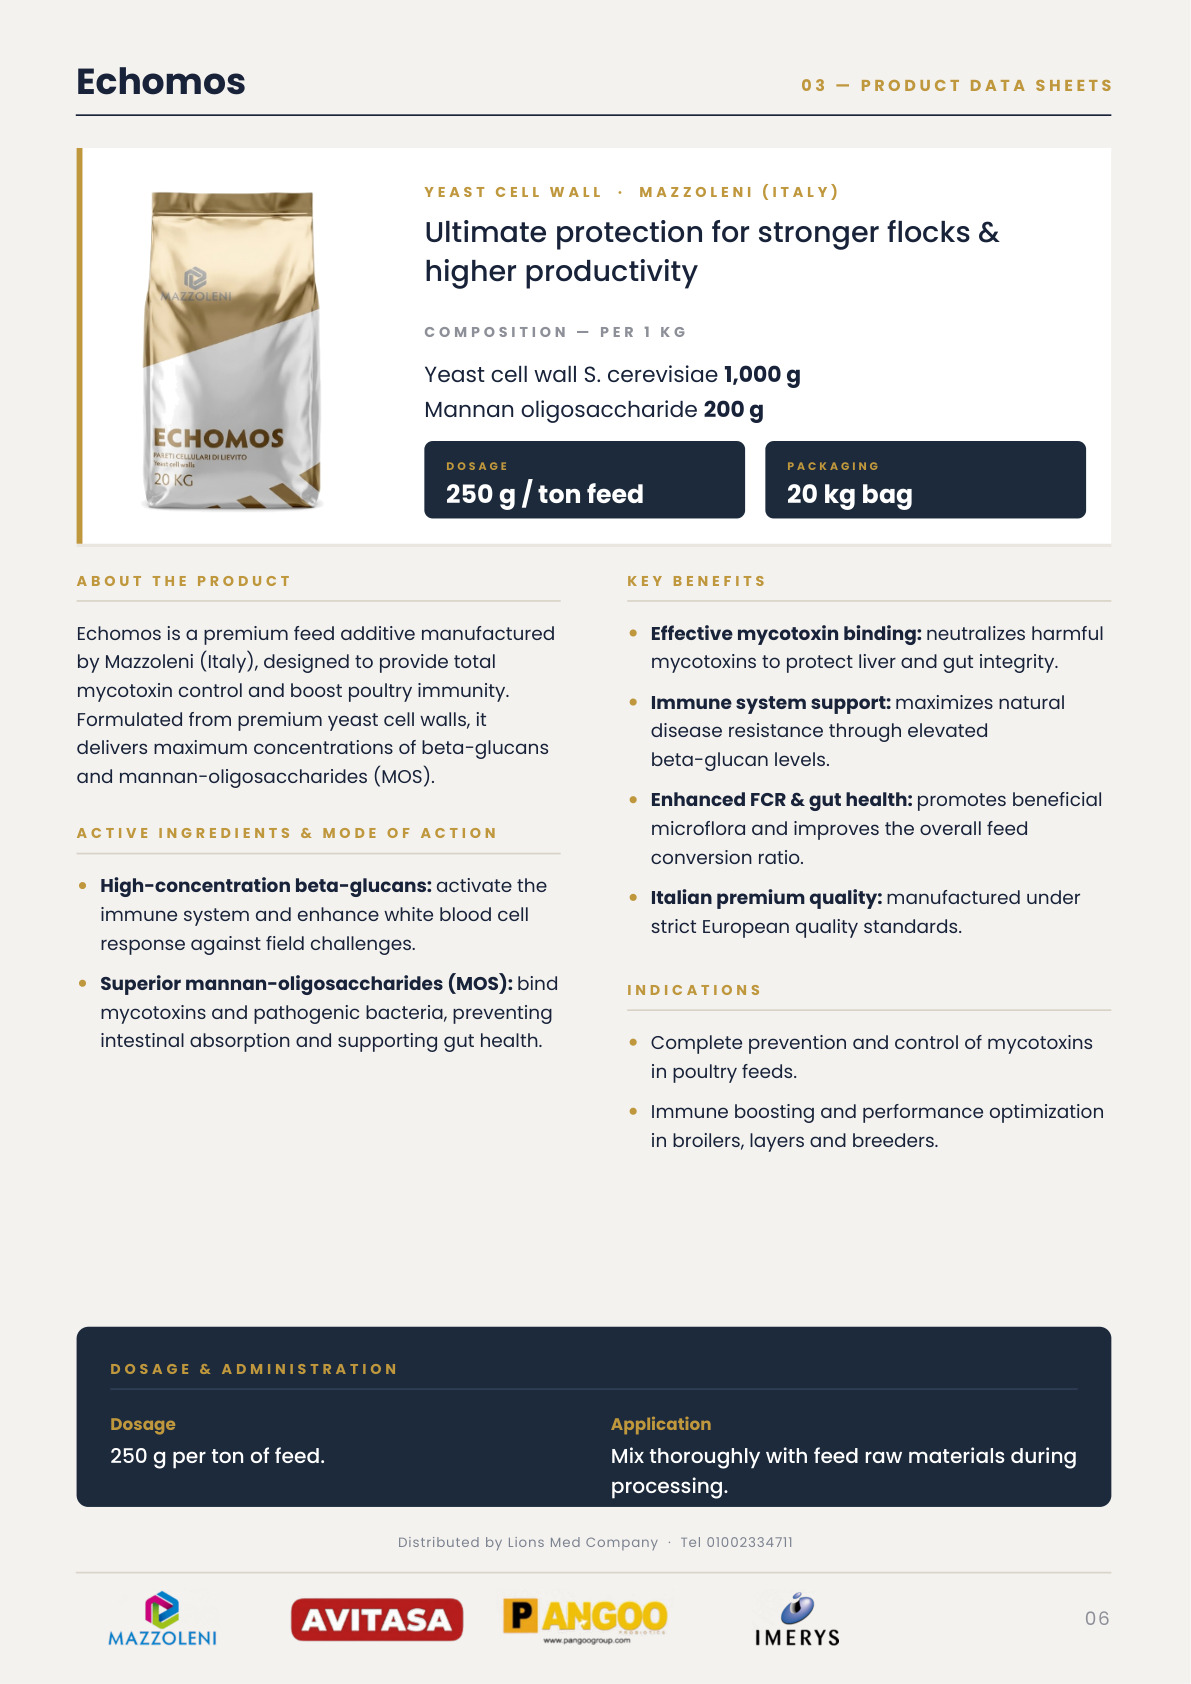 Echomos
03 — PRODUCT DATA SHEETS
MAZZOLENI
ECHOMOS
PARETI CELLULARI DI LIEVITO
Yeast cell walls
20 KG
YEAST CELL WALL · MAZZOLENI (ITALY)
Ultimate protection for stronger flocks &
higher productivity
COMPOSITION — PER 1 KG
Yeast cell wall S. cerevisiae 1,000 g
Mannan oligosaccharide 200 g
DOSAGE
250 g / ton feed
PACKAGING
20 kg bag
ABOUT THE PRODUCT
Echomos is a premium feed additive manufactured
by Mazzoleni (Italy), designed to provide total
mycotoxin control and boost poultry immunity.
Formulated from premium yeast cell walls, it
delivers maximum concentrations of beta-glucans
and mannan-oligosaccharides (MOS).
ACTIVE INGREDIENTS & MODE OF ACTION
• High-concentration beta-glucans: activate the
immune system and enhance white blood cell
response against field challenges.
• Superior mannan-oligosaccharides (MOS): bind
mycotoxins and pathogenic bacteria, preventing
intestinal absorption and supporting gut health.
KEY BENEFITS
• Effective mycotoxin binding: neutralizes harmful
mycotoxins to protect liver and gut integrity.
• Immune system support: maximizes natural
disease resistance through elevated
beta-glucan levels.
• Enhanced FCR & gut health: promotes beneficial
microflora and improves the overall feed
conversion ratio.
• Italian premium quality: manufactured under
strict European quality standards.
INDICATIONS
• Complete prevention and control of mycotoxins
in poultry feeds.
• Immune boosting and performance optimization
in broilers, layers and breeders.
DOSAGE & ADMINISTRATION
Dosage
250 g per ton of feed.
Application
Mix thoroughly with feed raw materials during
processing.
Distributed by Lions Med Company · Tel 01002334711
MAZZOLENI
AVITASA
PANGOO
PROBIOTICS
www.pangoogroup.com
IMERYS
06